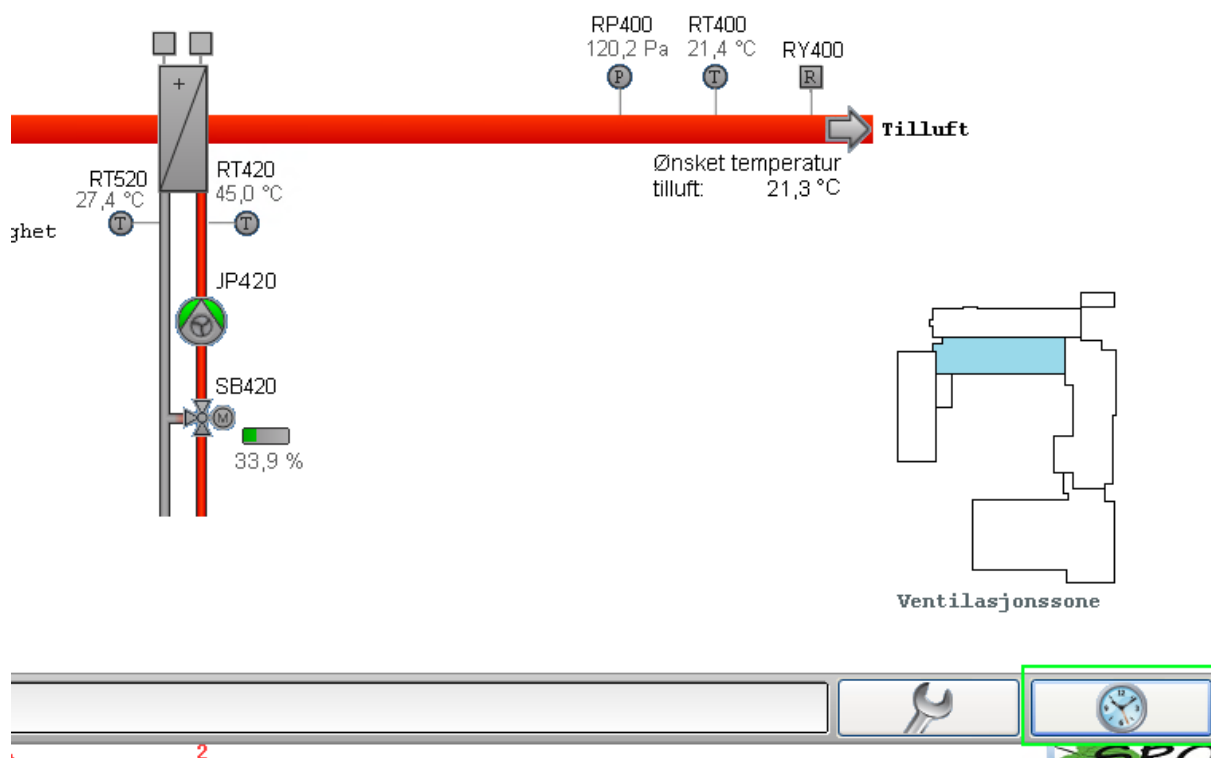 RP400 RT400
120,2 Pa 21,4 °C RY400
P T R
+
Tilluft
Ønsket temperatur
tilluft: 21,3 °C
RT520 RT420
27,4 °C 45,0 °C
T T
ghet
JP420
SB420
M
33,9 %
Ventilasjonssone
12
2